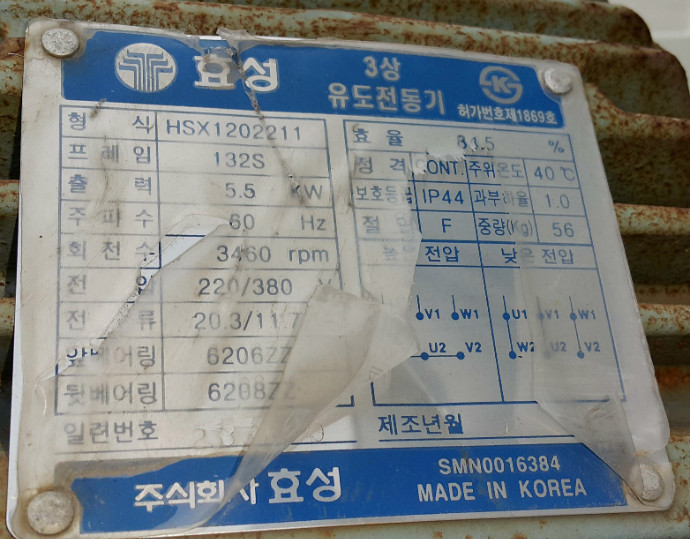 효성 3상 유도전동기
허가번호제1869호
형 식 HSX1202211
프 레 임 132S
출 력 5.5 KW
주 파 수 60 Hz
회 전 수 3460 rpm
전 압 220/380
전 류 20.3/11.7
앞베어링 6206ZZ
뒷베어링 6208ZZ
일련번호
효 율 %
정 격 CONT. 주위온도 40℃
보호등급 IP44 과부하율 1.0
절 연 F 중량(Kg) 56
높은 전압 낮은 전압
V1 W1 U1 V1 W1
U2 V2 W2 U2 V2
제조년월
주식회사 효성
SMN0016384
MADE IN KOREA